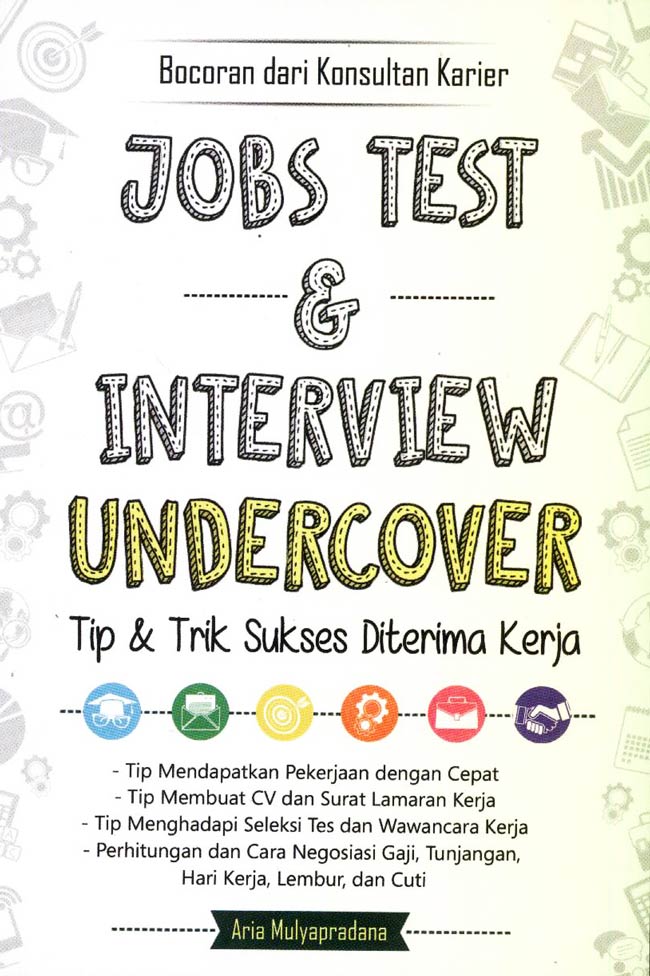 Bocoran dari Konsultan Karier
JOBS TEST
&
INTERVIEW
UNDERCOVER
Tip & Trik Sukses Diterima Kerja
- Tip Mendapatkan Pekerjaan dengan Cepat
- Tip Membuat CV dan Surat Lamaran Kerja
- Tip Menghadapi Seleksi Tes dan Wawancara Kerja
- Perhitungan dan Cara Negosiasi Gaji, Tunjangan,
Hari Kerja, Lembur, dan Cuti
Aria Mulyapradana